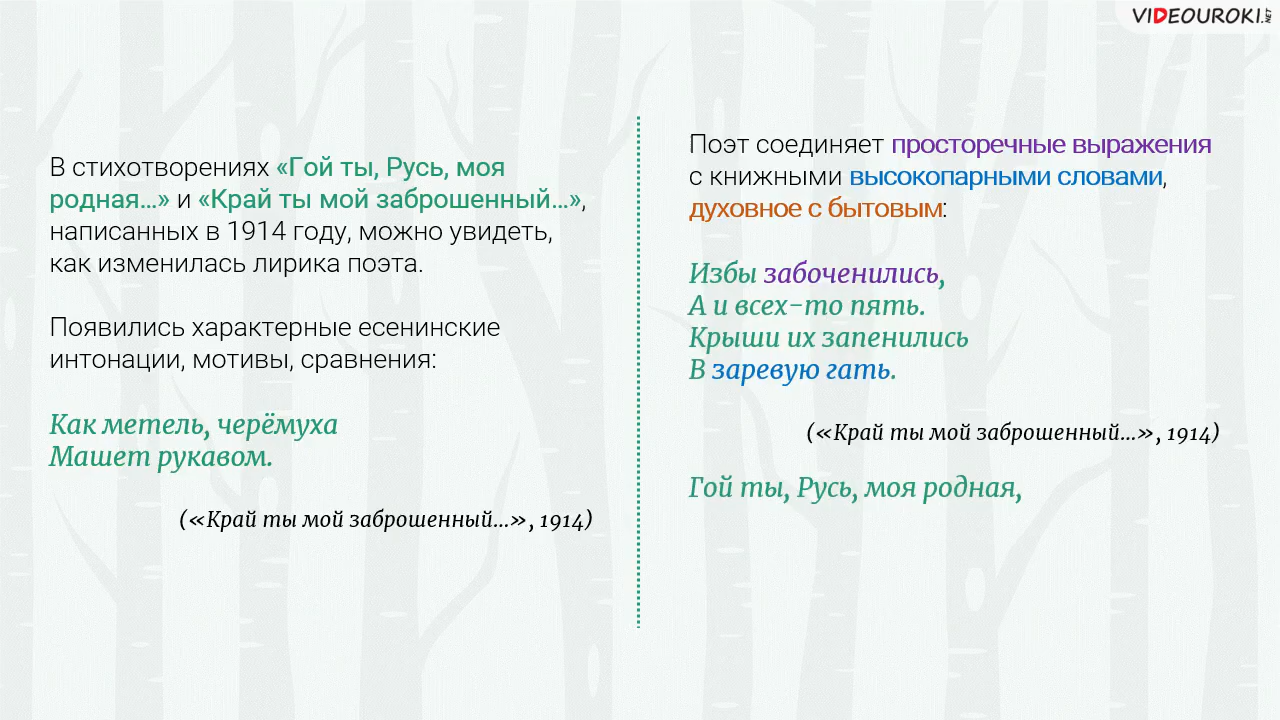 VIDEOUROKI.NET
В стихотворениях «Гой ты, Русь, моя
родная…» и «Край ты мой заброшенный…»,
написанных в 1914 году, можно увидеть,
как изменилась лирика поэта.
Появились характерные есенинские
интонации, мотивы, сравнения:
Как метель, черёмуха
Машет рукавом.
(«Край ты мой заброшенный…», 1914)
Поэт соединяет просторечные выражения
с книжными высокопарными словами,
духовное с бытовым:
Избы забоченились,
А и всех-то пять.
Крыши их запенились
В заревую гать.
(«Край ты мой заброшенный…», 1914)
Гой ты, Русь, моя родная,